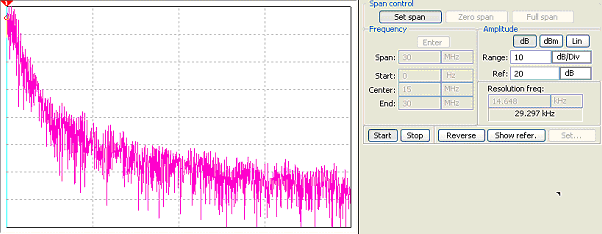 1
Span control
Set span
Zero span
Full span
Frequency
Enter
Span: 30 MHz
Start: 0 Hz
Center: 15 MHz
End: 30 MHz
Amplitude
dB dBm Lin
Range: 10 dB/Div
Ref: 20 dB
Resolution freq:
14.648 kHz
29.297 kHz
Start Stop Reverse Show refer. Set...